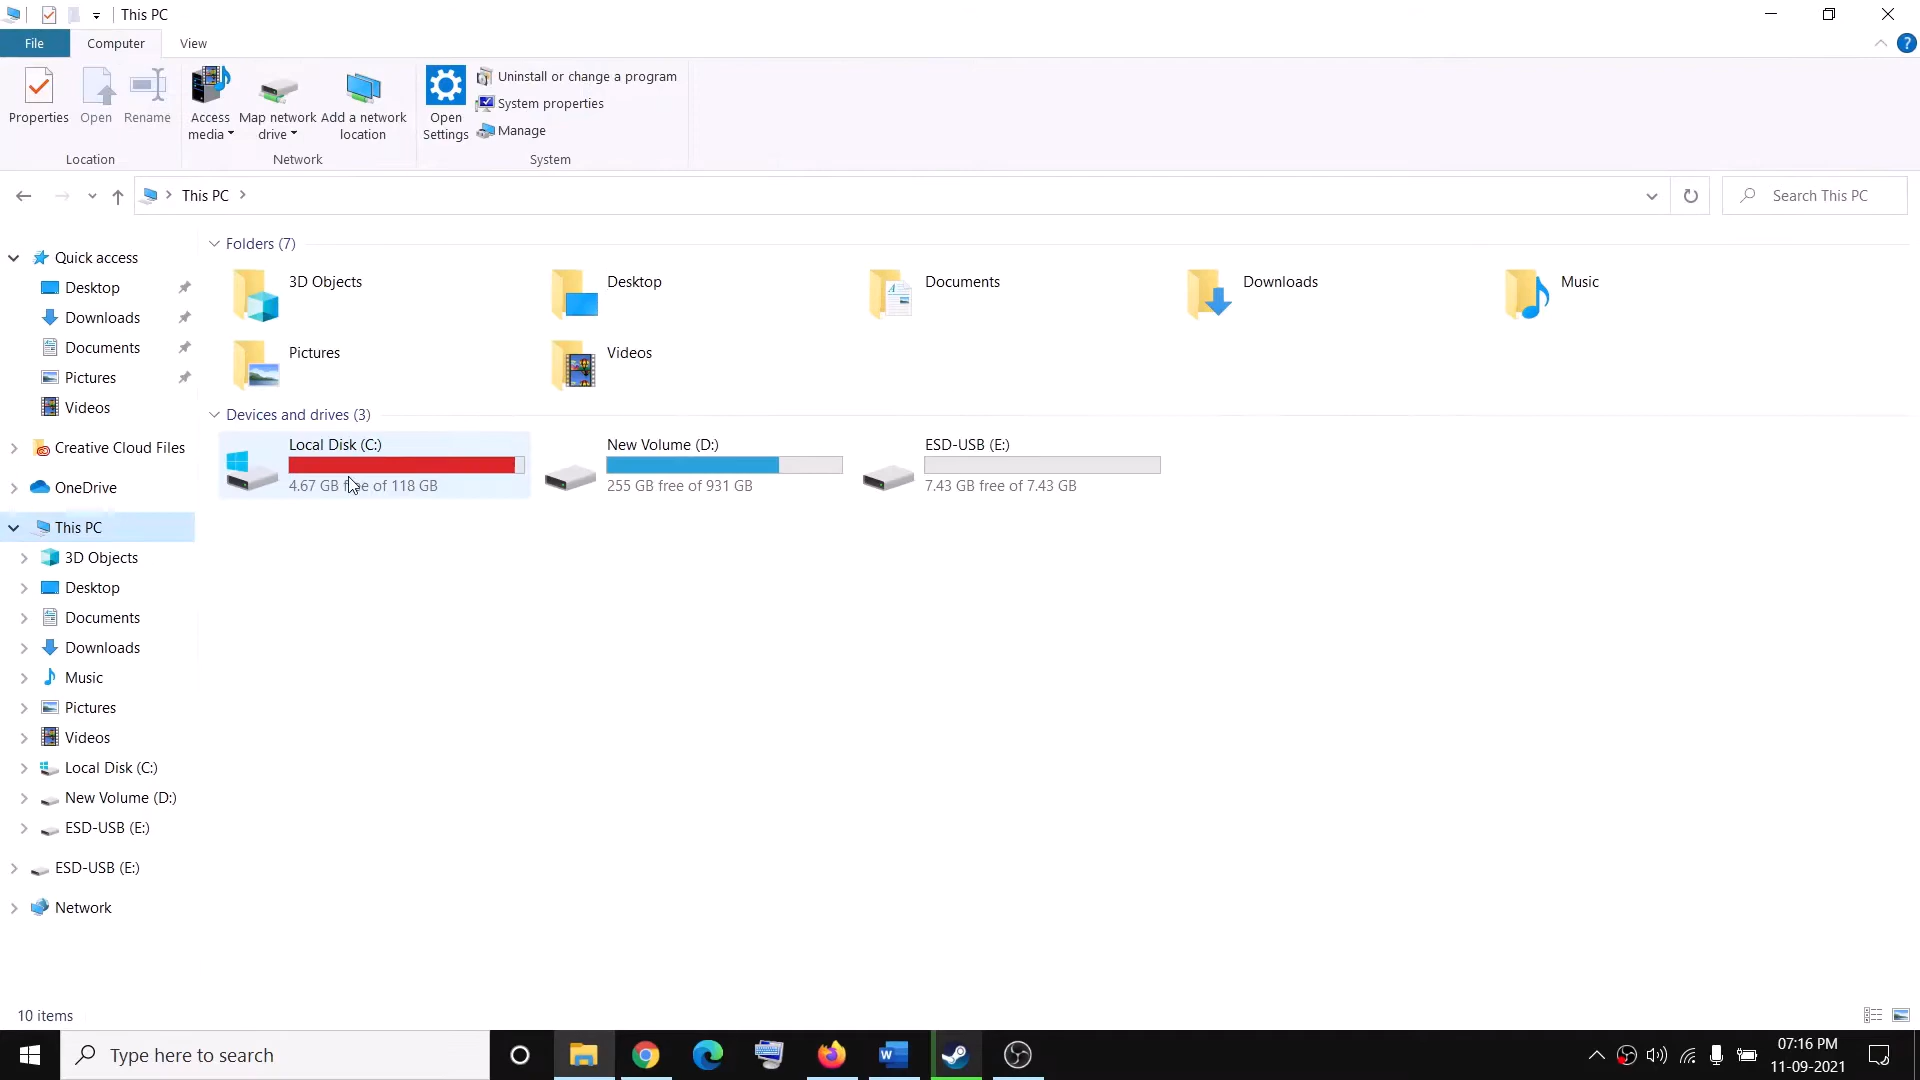 This PC
File
Computer
View
Properties
Open
Rename
Access
media
Map network
drive
Add a network
location
Open
Settings
Uninstall or change a program
System properties
Manage
Location
Network
System
This PC
Search This PC
Quick access
Desktop
Downloads
Documents
Pictures
Videos
Creative Cloud Files
OneDrive
This PC
3D Objects
Desktop
Documents
Downloads
Music
Pictures
Videos
Local Disk (C:)
New Volume (D:)
ESD-USB (E:)
ESD-USB (E:)
Network
Folders (7)
3D Objects
Desktop
Documents
Downloads
Music
Pictures
Videos
Devices and drives (3)
Local Disk (C:)
4.67 GB free of 118 GB
New Volume (D:)
255 GB free of 931 GB
ESD-USB (E:)
7.43 GB free of 7.43 GB
10 items
Type here to search
07:16 PM
11-09-2021